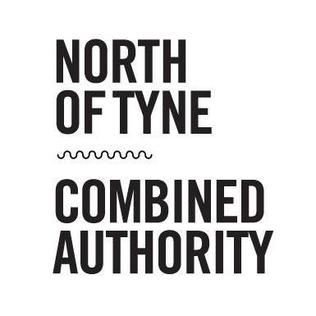 NORTH
OF TYNE
COMBINED
AUTHORITY